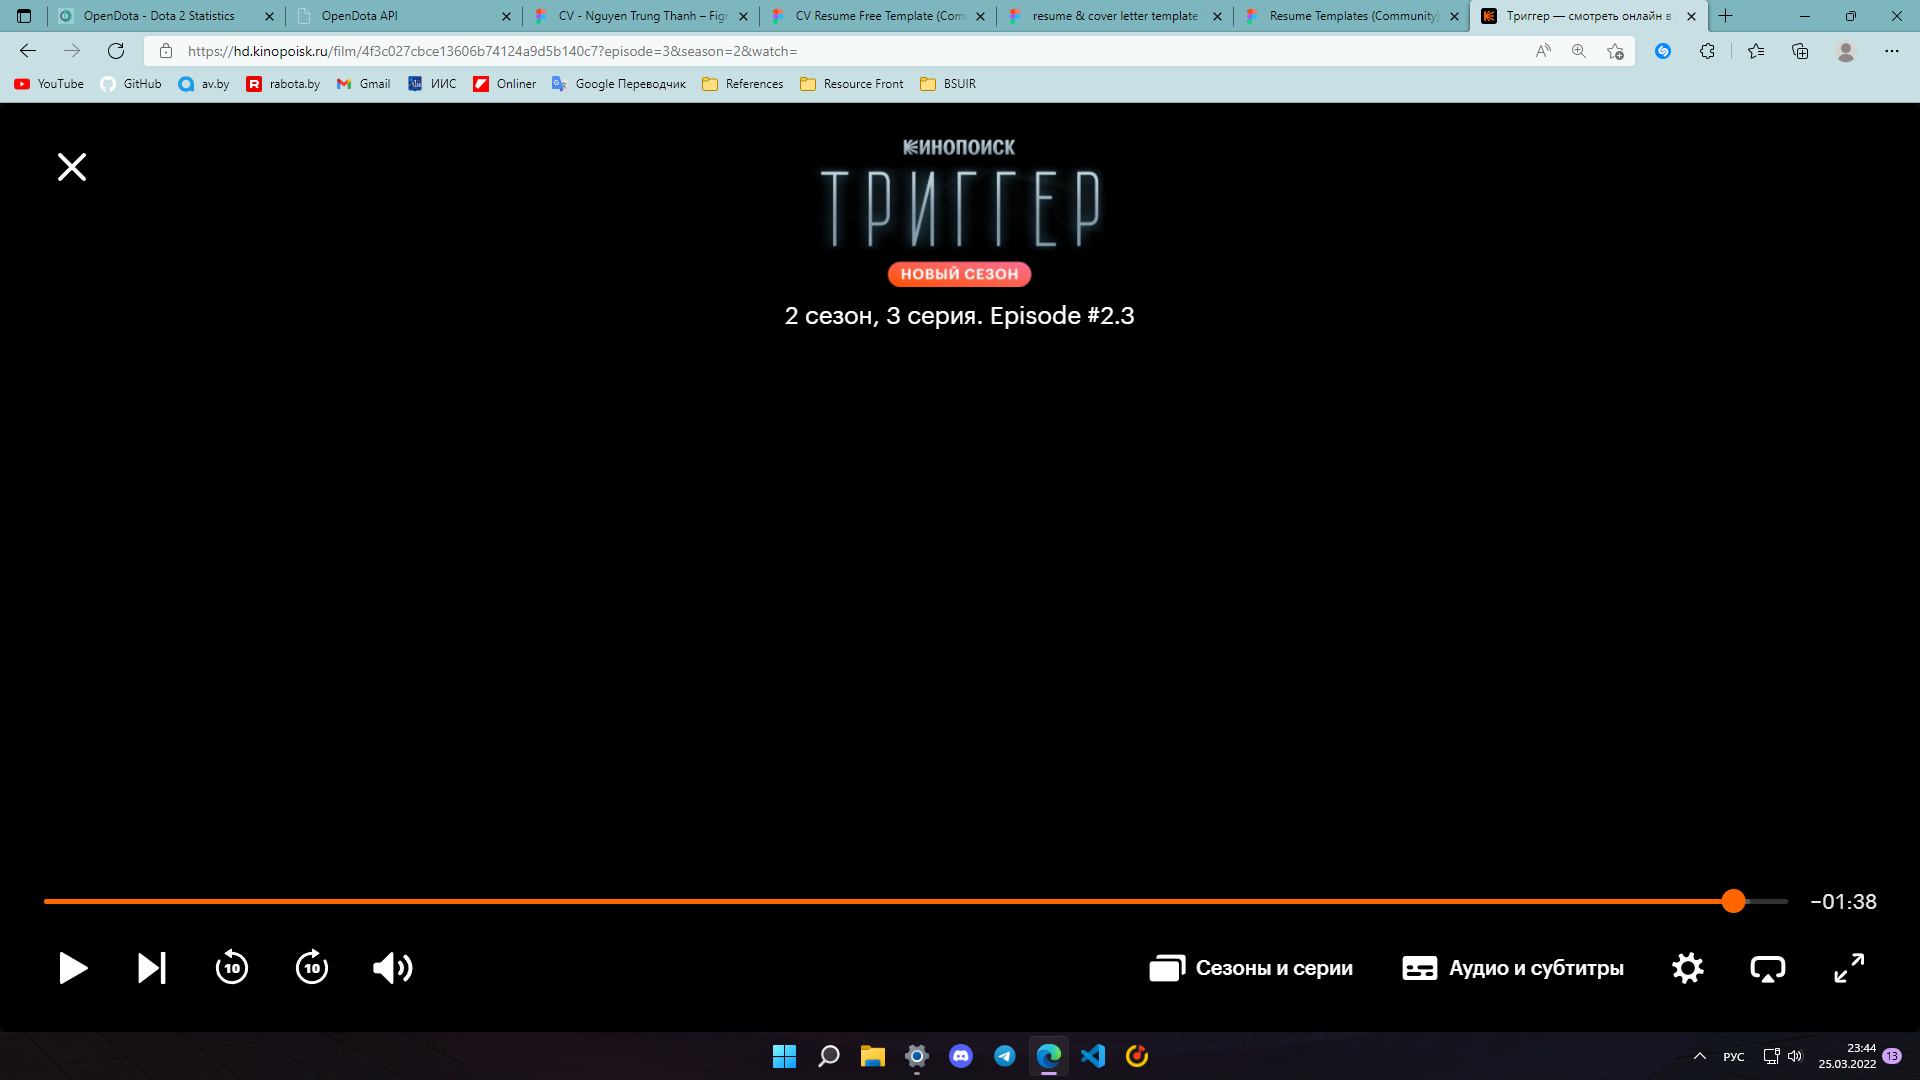 OpenDota - Dota 2 Statistics
OpenDota API
CV - Nguyen Trung Thanh – Figm
CV Resume Free Template (Com
resume & cover letter template
Resume Templates (Community)
Триггер — смотреть онлайн в
https://hd.kinopoisk.ru/film/4f3c027cbce13606b74124a9d5b140c7?episode=3&season=2&watch=
YouTube
GitHub
av.by
rabota.by
Gmail
ИИС
Onliner
Google Переводчик
References
Resource Front
BSUIR
КИНОПОИСК
ТРИГГЕР
НОВЫЙ СЕЗОН
2 сезон, 3 серия. Episode #2.3
−01:38
10
10
Сезоны и серии
Аудио и субтитры
РУС
23:44
25.03.2022
13